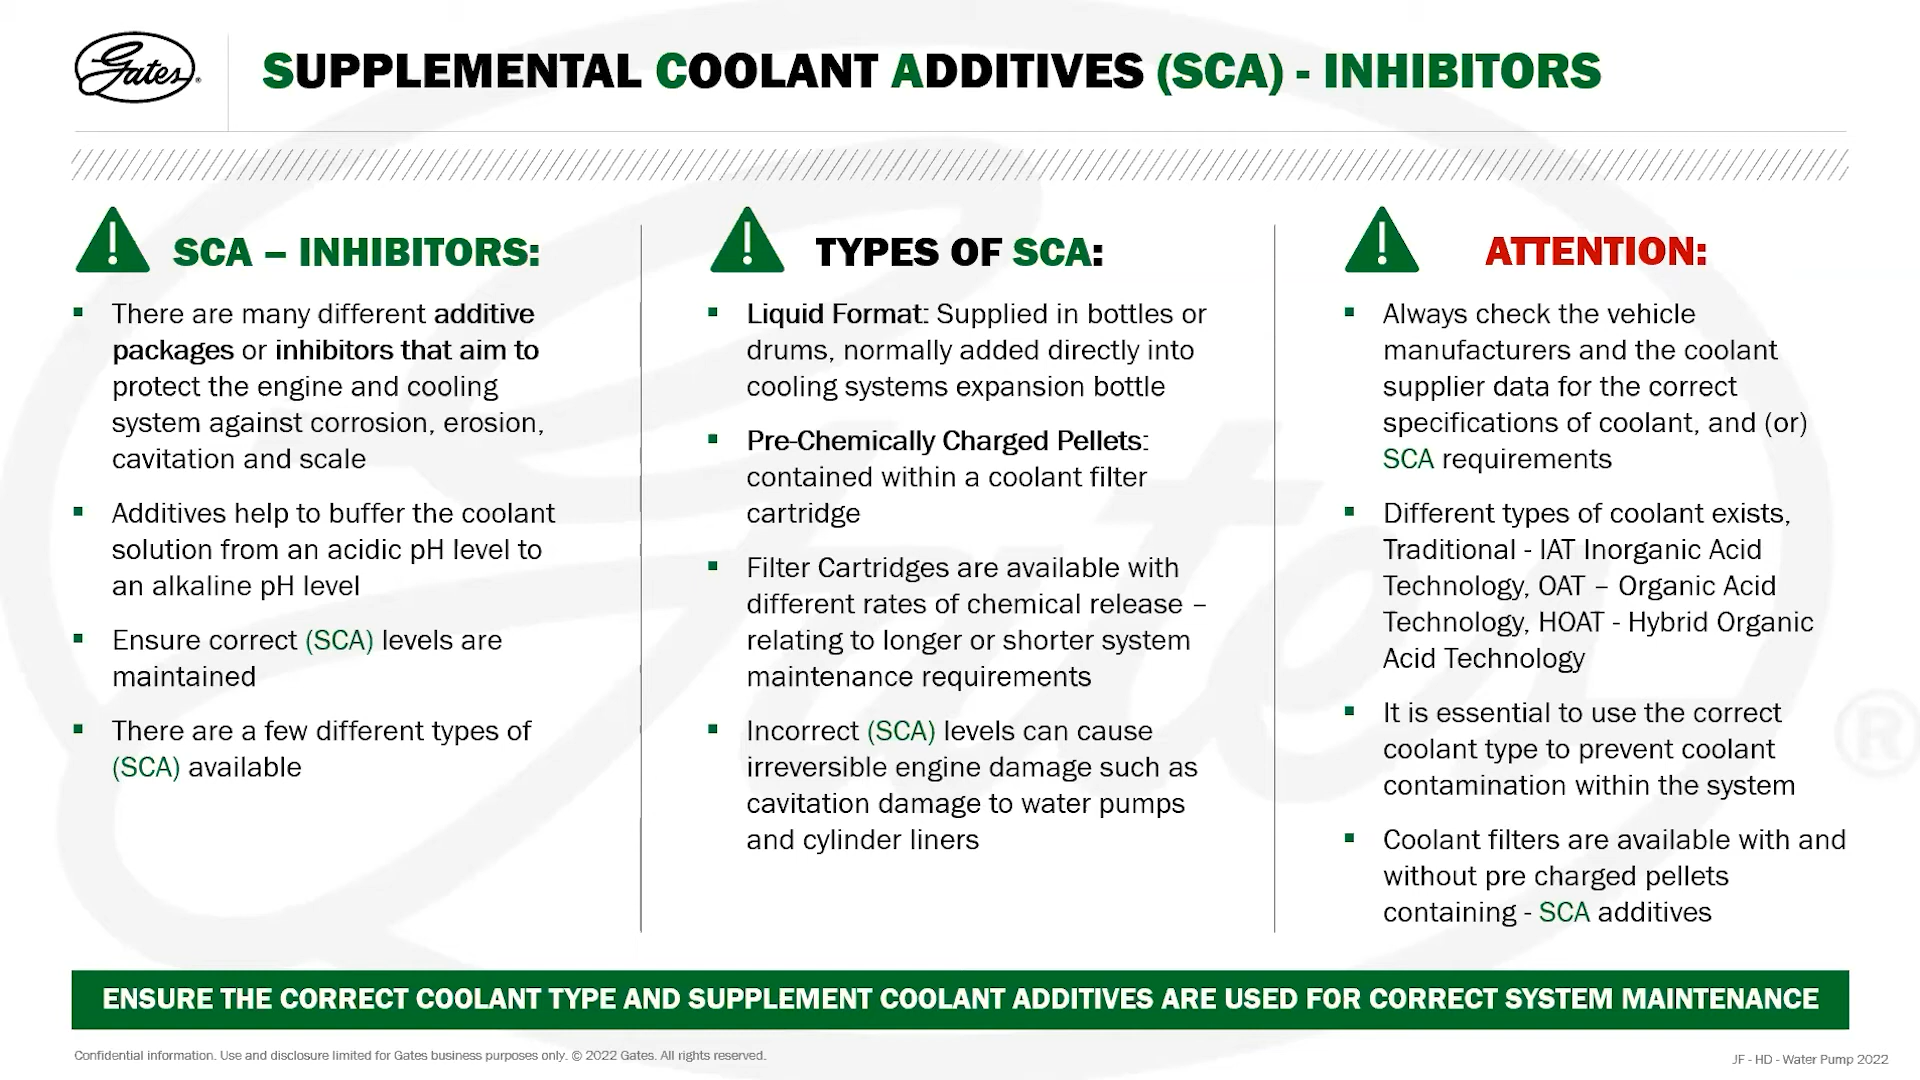 Gates
SUPPLEMENTAL COOLANT ADDITIVES (SCA) - INHIBITORS
SCA – INHIBITORS:
There are many different additive
packages or inhibitors that aim to
protect the engine and cooling
system against corrosion, erosion,
cavitation and scale
Additives help to buffer the coolant
solution from an acidic pH level to
an alkaline pH level
Ensure correct (SCA) levels are
maintained
There are a few different types of
(SCA) available
TYPES OF SCA:
Liquid Format: Supplied in bottles or
drums, normally added directly into
cooling systems expansion bottle
Pre-Chemically Charged Pellets:
contained within a coolant filter
cartridge
Filter Cartridges are available with
different rates of chemical release –
relating to longer or shorter system
maintenance requirements
Incorrect (SCA) levels can cause
irreversible engine damage such as
cavitation damage to water pumps
and cylinder liners
ATTENTION:
Always check the vehicle
manufacturers and the coolant
supplier data for the correct
specifications of coolant, and (or)
SCA requirements
Different types of coolant exists,
Traditional - IAT Inorganic Acid
Technology, OAT – Organic Acid
Technology, HOAT - Hybrid Organic
Acid Technology
It is essential to use the correct
coolant type to prevent coolant
contamination within the system
Coolant filters are available with and
without pre charged pellets
containing - SCA additives
Gates ®
ENSURE THE CORRECT COOLANT TYPE AND SUPPLEMENT COOLANT ADDITIVES ARE USED FOR CORRECT SYSTEM MAINTENANCE
Confidential information. Use and disclosure limited for Gates business purposes only. © 2022 Gates. All rights reserved.
JF - HD - Water Pump 2022